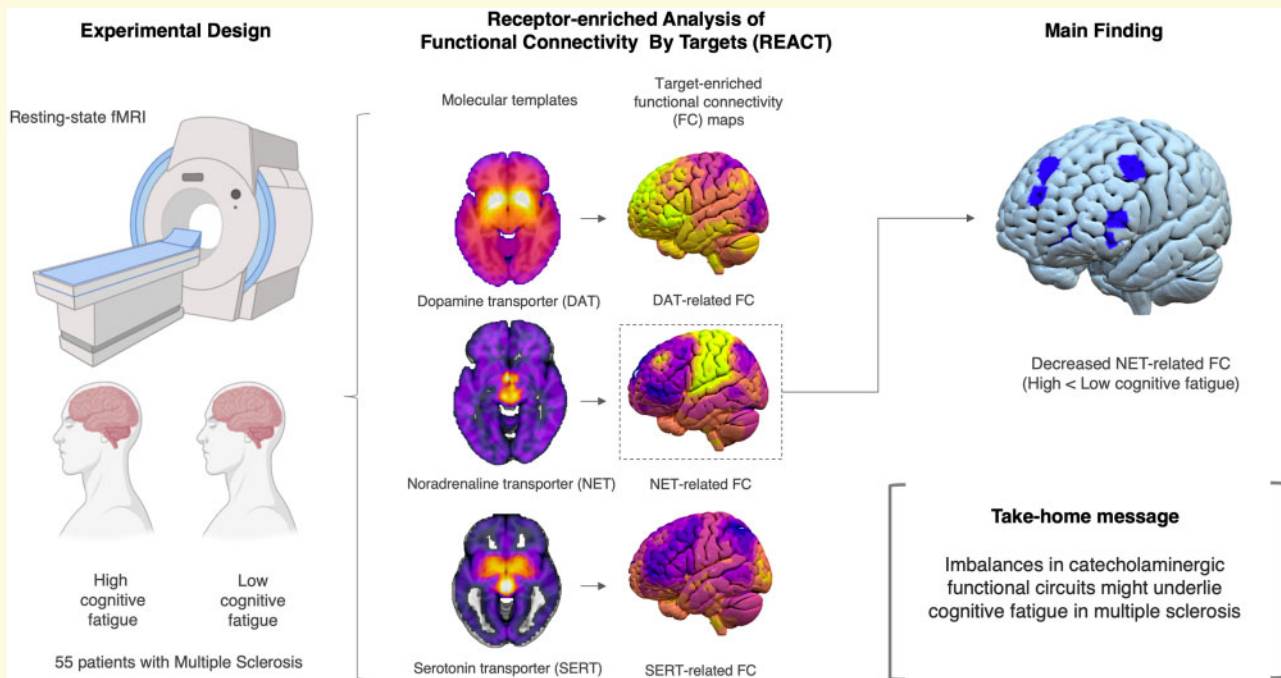 Experimental Design
Resting-state fMRI
High
cognitive
fatigue
Low
cognitive
fatigue
55 patients with Multiple Sclerosis
Receptor-enriched Analysis of
Functional Connectivity By Targets (REACT)
Molecular templates
Target-enriched
functional connectivity
(FC) maps
Dopamine transporter (DAT)
DAT-related FC
Noradrenaline transporter (NET)
NET-related FC
Serotonin transporter (SERT)
SERT-related FC
Main Finding
Decreased NET-related FC
(High < Low cognitive fatigue)
Take-home message
Imbalances in catecholaminergic
functional circuits might underlie
cognitive fatigue in multiple sclerosis